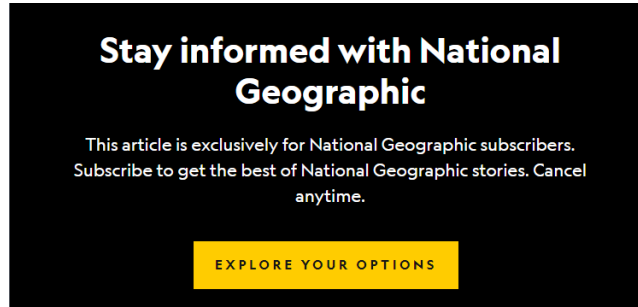 Stay informed with National
Geographic
This article is exclusively for National Geographic subscribers.
Subscribe to get the best of National Geographic stories. Cancel
anytime.
EXPLORE YOUR OPTIONS